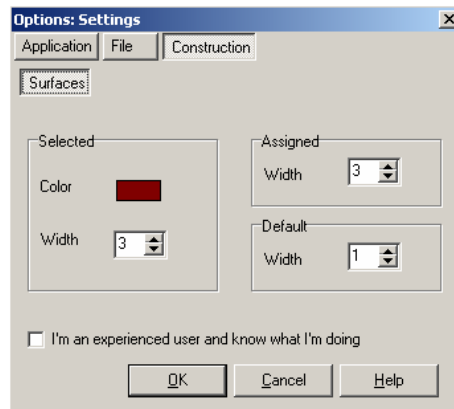 Options: Settings
Application File Construction
Surfaces
Selected
Color
Width 3
Assigned
Width 3
Default
Width 1
I'm an experienced user and know what I'm doing
OK Cancel Help